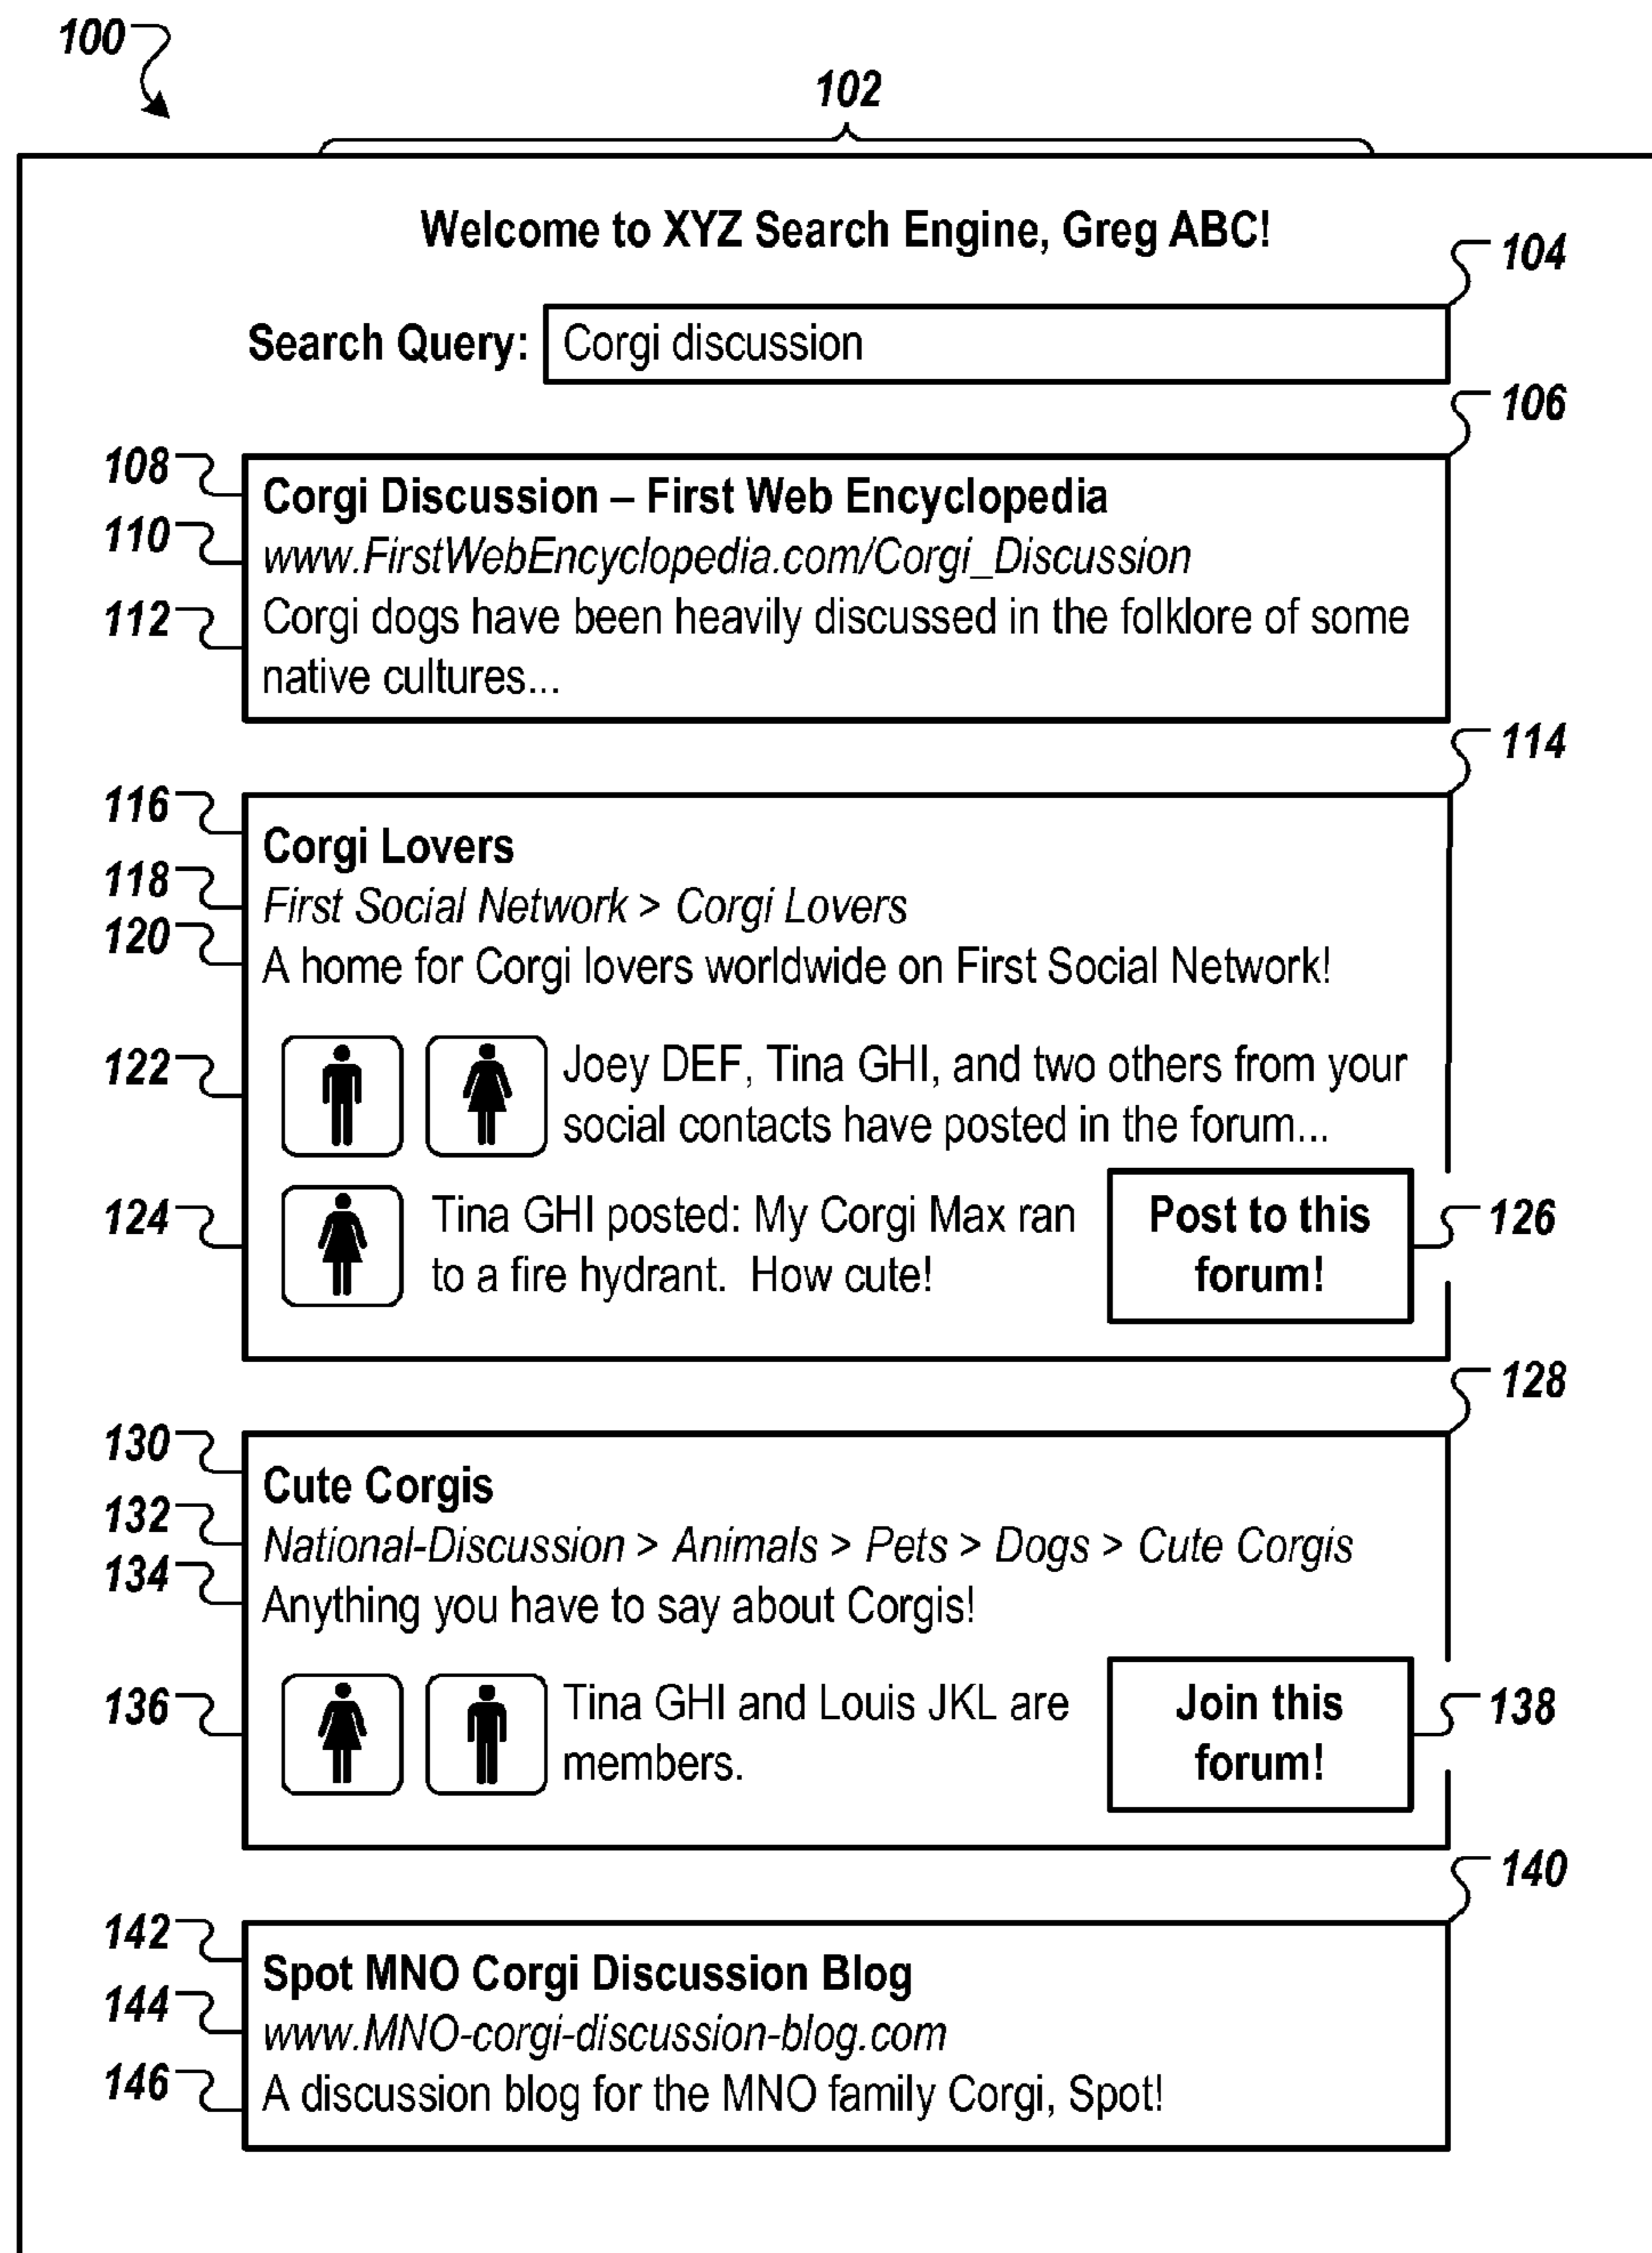 100
102
Welcome to XYZ Search Engine, Greg ABC!
104
Search Query: Corgi discussion
106
108
Corgi Discussion – First Web Encyclopedia
110
www.FirstWebEncyclopedia.com/Corgi_Discussion
112
Corgi dogs have been heavily discussed in the folklore of some
native cultures...
114
116
Corgi Lovers
118
First Social Network > Corgi Lovers
120
A home for Corgi lovers worldwide on First Social Network!
122
Joey DEF, Tina GHI, and two others from your
social contacts have posted in the forum...
124
Tina GHI posted: My Corgi Max ran
to a fire hydrant. How cute!
Post to this
forum!
126
128
130
Cute Corgis
132
National-Discussion > Animals > Pets > Dogs > Cute Corgis
134
Anything you have to say about Corgis!
136
Tina GHI and Louis JKL are
members.
Join this
forum!
138
140
142
Spot MNO Corgi Discussion Blog
144
www.MNO-corgi-discussion-blog.com
146
A discussion blog for the MNO family Corgi, Spot!